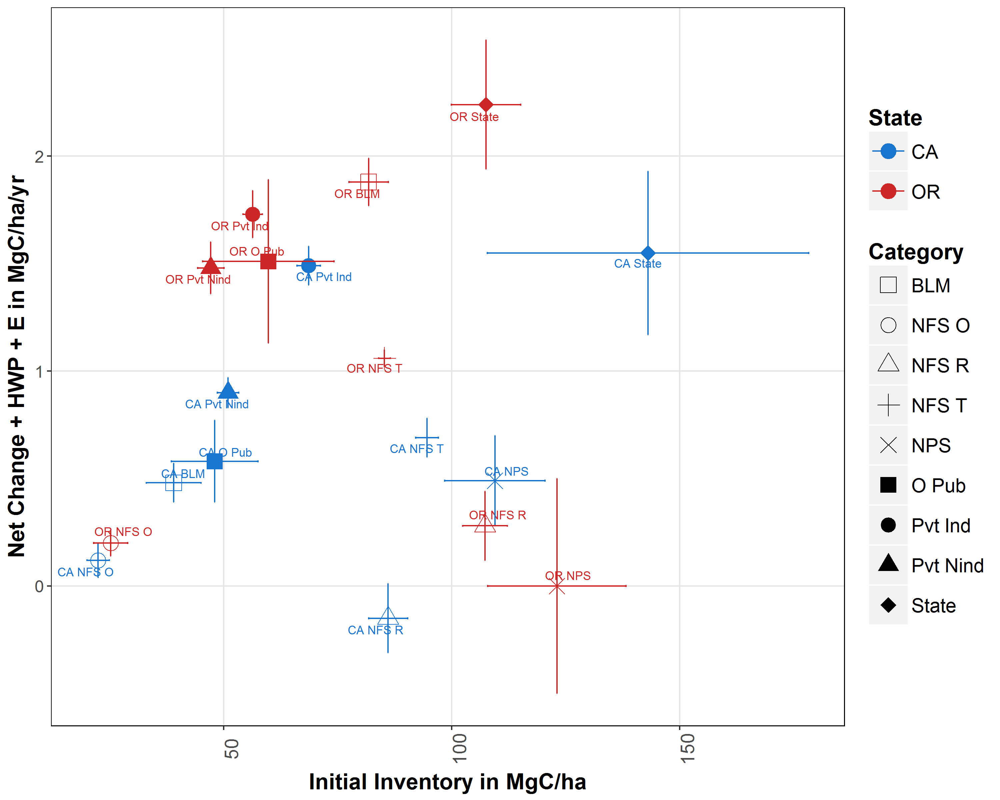 Net Change + HWP + E in MgC/ha/yr
2
1
0
OR State
OR BLM
OR Pvt Ind
OR O Pub
CA State
CA Pvt Ind
OR Pvt Nind
OR NFS T
CA Pvt Nind
CA NFS T
CA O Pub
CA NPS
CA BLM
OR NFS R
OR NFS O
CA NFS O
OR NPS
CA NFS R
50
100
150
Initial Inventory in MgC/ha
State
CA
OR
Category
BLM
NFS O
NFS R
NFS T
NPS
O Pub
Pvt Ind
Pvt Nind
State